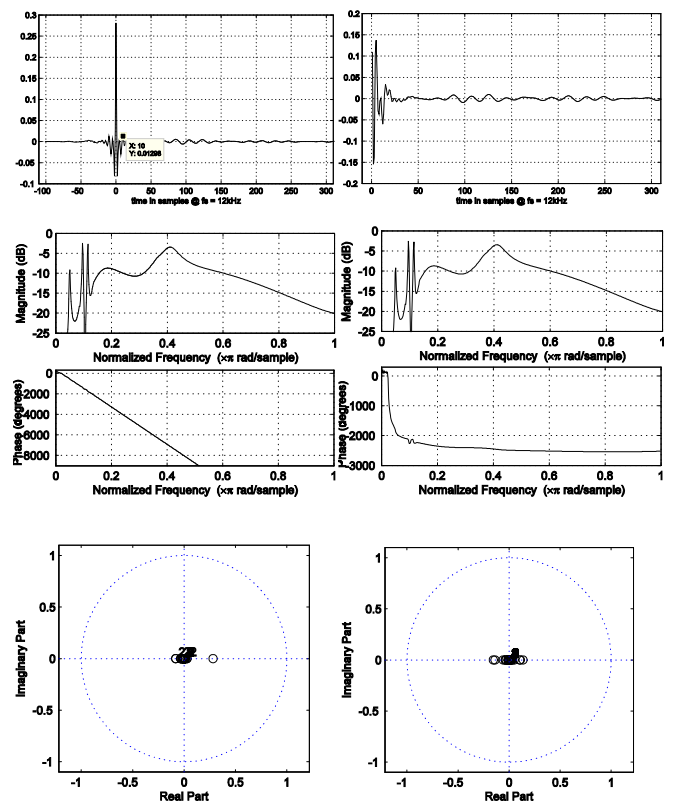 0.3
0.25
0.2
0.15
0.1
0.05
0
-0.05
-0.1
X: 10
Y: 0.01298
-100 -50 0 50 100 150 200 250 300
time in samples @ fs = 12kHz
0.2
0.15
0.1
0.05
0
0.05
0.1
0.15
0.2
0 50 100 150 200 250 300
time in samples @ fs = 12kHz
Magnitude (dB)
0
-5
-10
-15
-20
-25
0 0.2 0.4 0.6 0.8 1
Normalized Frequency (×π rad/sample)
Magnitude (dB)
0
-5
-10
-15
-20
-25
0 0.2 0.4 0.6 0.8 1
Normalized Frequency (×π rad/sample)
Phase (degrees)
0
-2000
-4000
-6000
-8000
0 0.2 0.4 0.6 0.8 1
Normalized Frequency (×π rad/sample)
Phase (degrees)
0
-1000
-2000
-3000
0 0.2 0.4 0.6 0.8 1
Normalized Frequency (×π rad/sample)
Imaginary Part
1
0.5
0
-0.5
-1
-1 -0.5 0 0.5 1
Real Part
Imaginary Part
1
0.5
0
-0.5
-1
-1 -0.5 0 0.5 1
Real Part